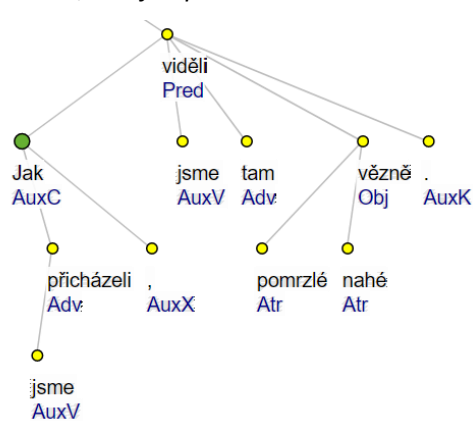 viděli
Pred
Jak jsme tam vězně .
AuxC AuxV Adv Obj AuxK
přicházeli , pomrzlé nahé
Adv AuxX Atr Atr
jsme
AuxV